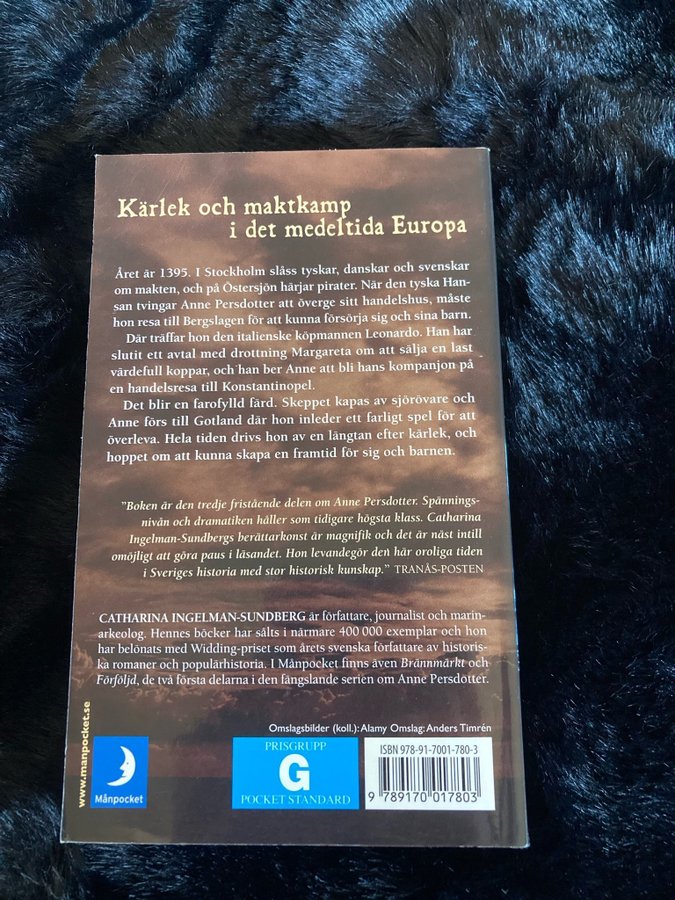 Kärlek och maktkamp
i det medeltida Europa
Året är 1395. I Stockholm slåss tyskar, danskar och svenskar
om makten, och på Östersjön härjar pirater. När den tyska Han-
san tvingar Anne Persdotter att överge sitt handelshus, måste
hon resa till Bergslagen för att kunna försörja sig och sina barn.
Där träffar hon den italienske köpmannen Leonardo. Han har
slutit ett avtal med drottning Margareta om att sälja en last
värdefull koppar, och han ber Anne att bli hans kompanjon på
en handelsresa till Konstantinopel.
Det blir en farofylld färd. Skeppet kapas av sjörövare och
Anne förs till Gotland där hon inleder ett farligt spel för att
överleva. Hela tiden drivs hon av en längtan efter kärlek, och
hoppet om att kunna skapa en framtid för sig och barnen.
"Boken är den tredje fristående delen om Anne Persdotter. Spännings-
nivån och dramatiken håller som tidigare högsta klass. Catharina
Ingelman-Sundbergs berättarkonst är magnifik och det är näst intill
omöjligt att göra paus i läsandet. Hon levandegör den här oroliga tiden
i Sveriges historia med stor historisk kunskap." TRANÅS-POSTEN
CATHARINA INGELMAN-SUNDBERG är författare, journalist och marin-
arkeolog. Hennes böcker har sålts i närmare 400 000 exemplar och hon
har belönats med Widding-priset som årets svenska författare av historis-
ka romaner och populärhistoria. I Månpocket finns även Brännmärkt och
Förföljd, de två första delarna i den fängslande serien om Anne Persdotter.
Omslagsbilder (koll.): Alamy Omslag: Anders Timrén
www.manpocket.se
Månpocket
PRISGRUPP
G
POCKET STANDARD
ISBN 978-91-7001-780-3
9 789170 017803